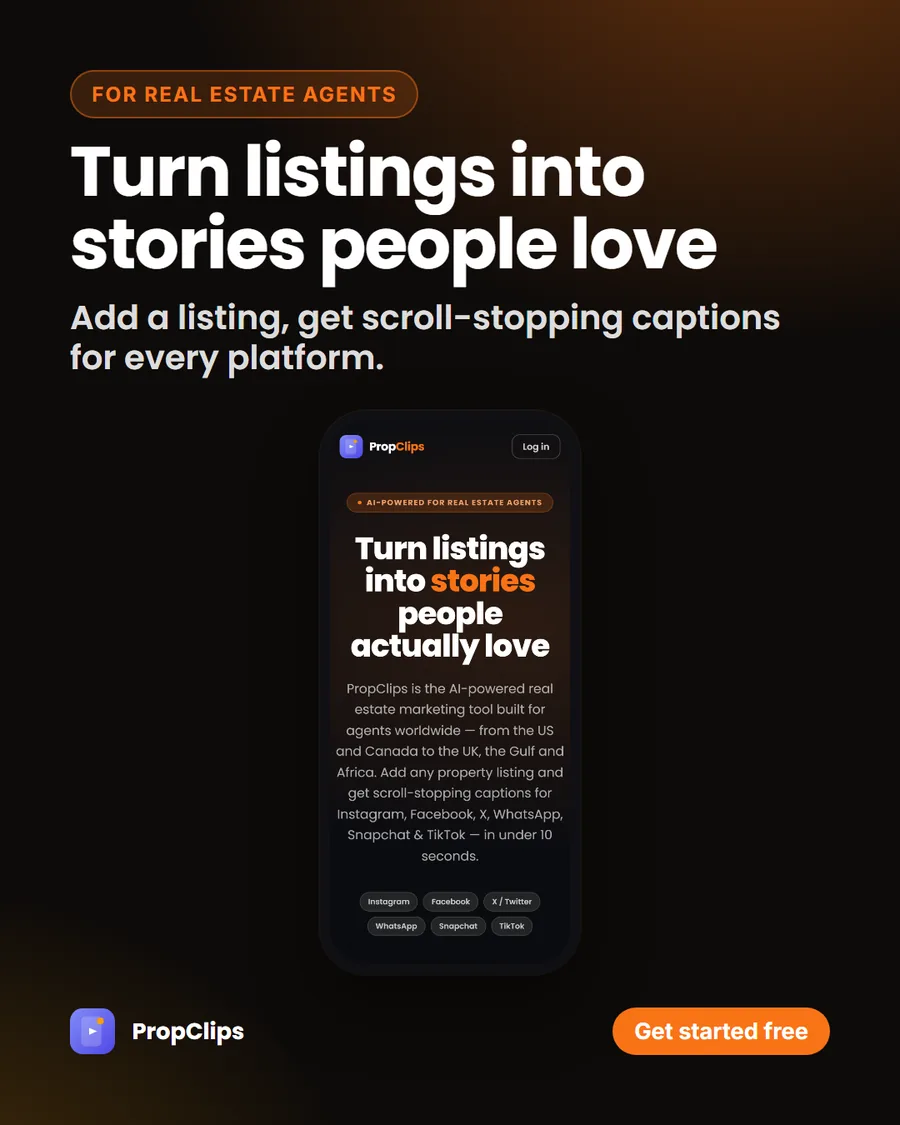 FOR REAL ESTATE AGENTS
Turn listings into
stories people love
Add a listing, get scroll-stopping captions
for every platform.
PropClips
Log in
AI-POWERED FOR REAL ESTATE AGENTS
Turn listings
into stories
people
actually love
PropClips is the AI-powered real
estate marketing tool built for
agents worldwide — from the US
and Canada to the UK, the Gulf and
Africa. Add any property listing and
get scroll-stopping captions for
Instagram, Facebook, X, WhatsApp,
Snapchat & TikTok — in under 10
seconds.
Instagram
Facebook
X / Twitter
WhatsApp
Snapchat
TikTok
PropClips
Get started free